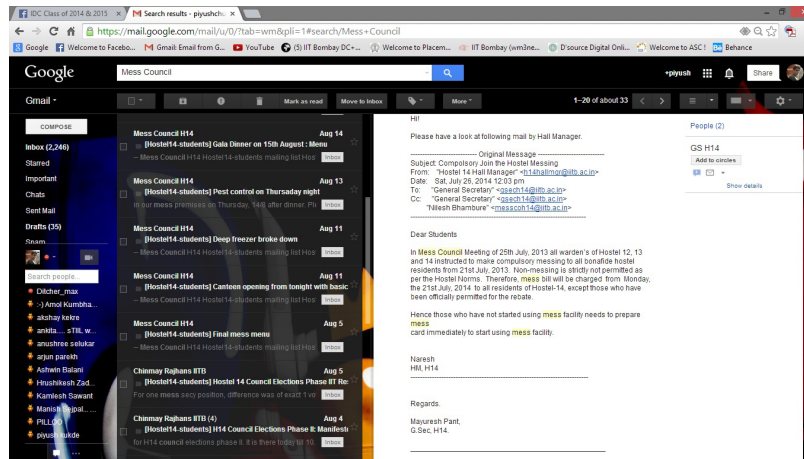 IDC Class of 2014 & 2015
Search results - piyushchu
https://mail.google.com/mail/u/0/?tab=wm&pli=1#search/Mess+Council
Google
Welcome to Facebo...
Gmail: Email from G...
YouTube
(5) IIT Bombay DC+...
Welcome to Placem...
IIT Bombay (wm3ne...
D'source Digital Onli...
Welcome to ASC !
Behance
Google
Mess Council
+piyush
Share
Gmail
Mark as read
Move to Inbox
More
1–20 of about 33
COMPOSE
Inbox (2,246)
Starred
Important
Chats
Sent Mail
Drafts (35)
Spam
Search people...
Ditcher_max
:-) Amol Kumbha...
akshay kekre
ankita..... sTIL w...
anushree selukar
arjun parekh
Ashwin Balani
Hrushikesh Zad...
Kamlesh Sawant
Manish Sejpal... ...
PILLOO
piyush kukde
Mess Council H14 Aug 14
[Hostel14-students] Gala Dinner on 15th August : Menu
– Mess Council H14 Hostel14-students mailing list Hos Inbox
Mess Council H14 Aug 13
[Hostel14-students] Pest control on Thursaday night
in our mess premises on Thursday, 14/8 after dinner. Ple Inbox
Mess Council H14 Aug 11
[Hostel14-students] Deep freezer broke down
– Mess Council H14 Hostel14-students mailing list Hos Inbox
Mess Council H14 Aug 11
[Hostel14-students] Canteen opening from tonight with basic
– Mess Council H14 Hostel14-students mailing list Hos Inbox
Mess Council H14 Aug 5
[Hostel14-students] Final mess menu
– Mess Council H14 Hostel14-students mailing list Hos Inbox
Chinmay Rajhans IITB Aug 5
[Hostel14-students] Hostel 14 Council Elections Phase IIT Re:
For one mess secy position, difference was of exact 1 vo Inbox
Chinmay Rajhans IITB (4) Aug 4
[Hostel14-students] H14 Council Elections Phase II: Manifesto
for H14 council elections phase II. It is there today till 10. Inbox
Hi!
Please have a look at following mail by Hall Manager.
---------------------------- Original Message ----------------------------
Subject: Compolsory Join the Hostel Messing
From: "Hostel 14 Hall Manager" <h14hallmgr@iitb.ac.in>
Date: Sat, July 26, 2014 12:03 pm
To: "General Secretary" <gsech14@iitb.ac.in>
Cc: "General Secretary" <gsech14@iitb.ac.in>
"Nilesh Bhambure" <messcoh14@iitb.ac.in>
Dear Students
In Mess Council Meeting of 25th July, 2013 all warden's of Hostel 12, 13
and 14 instructed to make compulsory messing to all bonafide hostel
residents from 21st July, 2013. Non-messing is strictly not permitted as
per the Hostel Norms. Therefore, mess bill will be charged from Monday,
the 21st July, 2014 to all residents of Hostel-14, except those who have
been officially permitted for the rebate.
Hence those who have not started using mess facility needs to prepare
mess
card immediately to start using mess facility.
Naresh
HM, H14
Regards.
Mayuresh Pant,
G.Sec, H14.
People (2)
GS H14
Add to circles
Show details